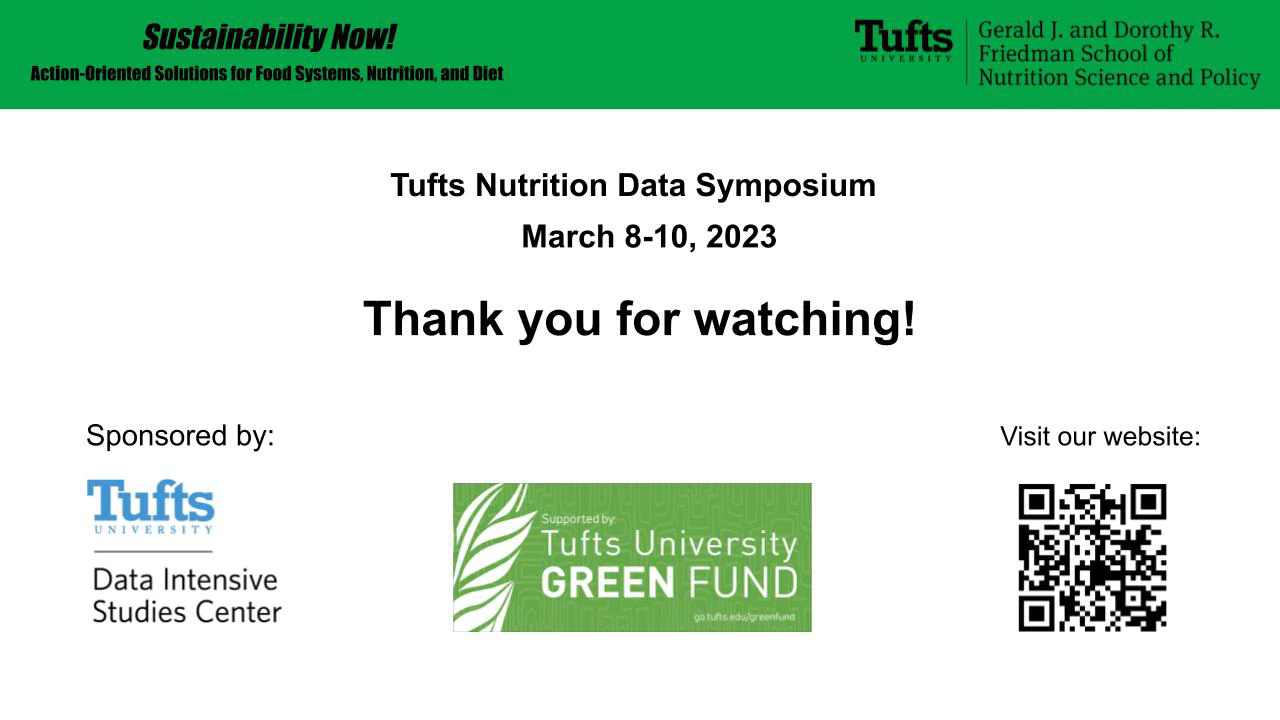 Sustainability Now!
Action-Oriented Solutions for Food Systems, Nutrition, and Diet
Tufts
UNIVERSITY
Gerald J. and Dorothy R.
Friedman School of
Nutrition Science and Policy
Tufts Nutrition Data Symposium
March 8-10, 2023
Thank you for watching!
Sponsored by:
Tufts
UNIVERSITY
Data Intensive
Studies Center
Supported by:
Tufts University
GREEN FUND
go.tufts.edu/greenfund
Visit our website: